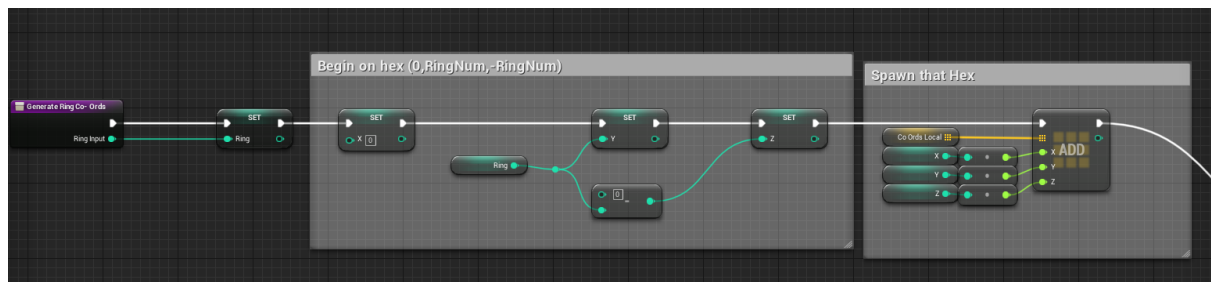 Begin on hex (0,RingNum,-RingNum)
Spawn that Hex
Generate Ring Co- Ords
Ring Input
SET
Ring
SET
X 0
Ring
SET
Y
0
-
SET
Z
Co Ords Local
X
Y
Z
ADD
X
Y
Z